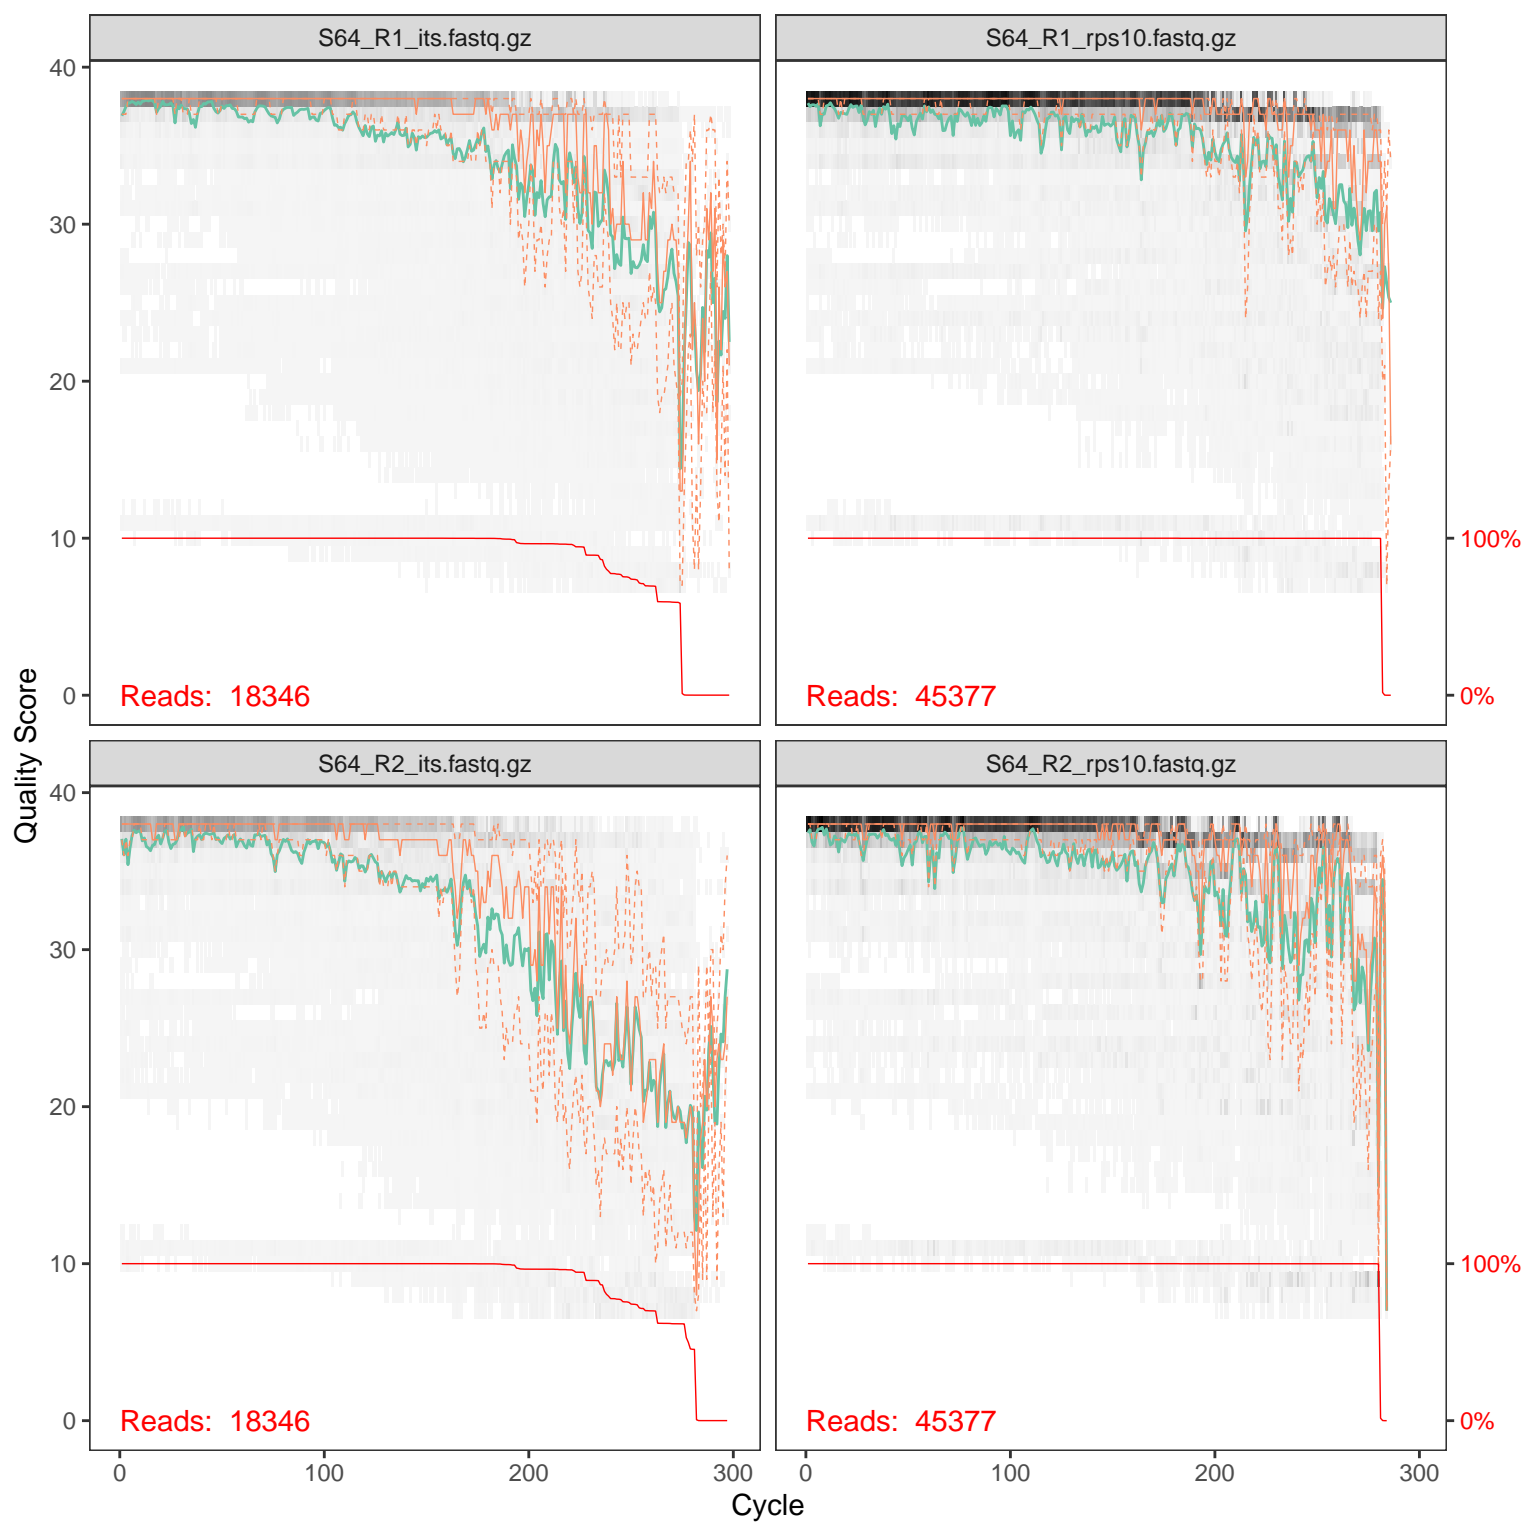 S64_R1_its.fastq.gz
S64_R1_rps10.fastq.gz
40
30
20
10
0
Reads: 18346
Reads: 45377
100%
0%
Quality Score
S64_R2_its.fastq.gz
S64_R2_rps10.fastq.gz
40
30
20
10
0
Reads: 18346
Reads: 45377
100%
0%
0 100 200 300
0 100 200 300
Cycle